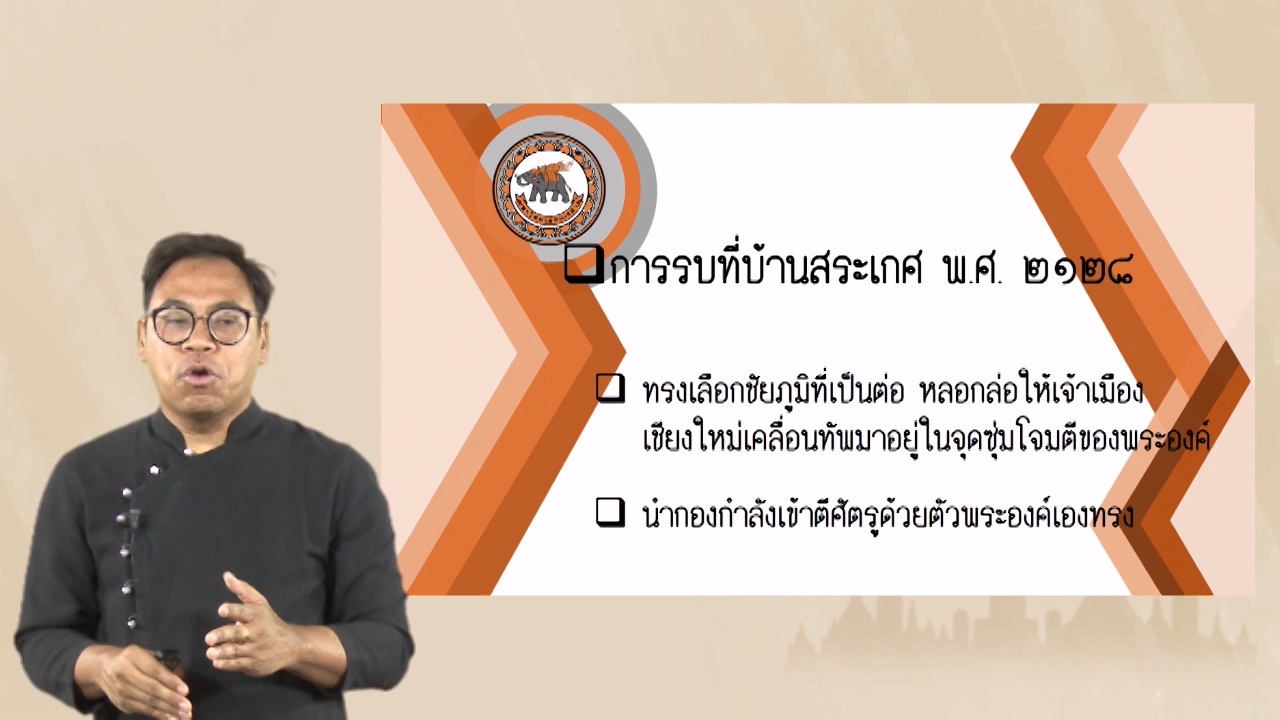 การรบที่บ้านสระเกศ พ.ศ. ๒๑๒๘
ทรงเลือกชัยภูมิที่เป็นต่อ หลอกล่อให้เจ้าเมือง
เชียงใหม่เคลื่อนทัพมาอยู่ในจุดซุ่มโจมตีของพระองค์
นำกองกำลังเข้าตีศัตรูด้วยตัวพระองค์เองทรง